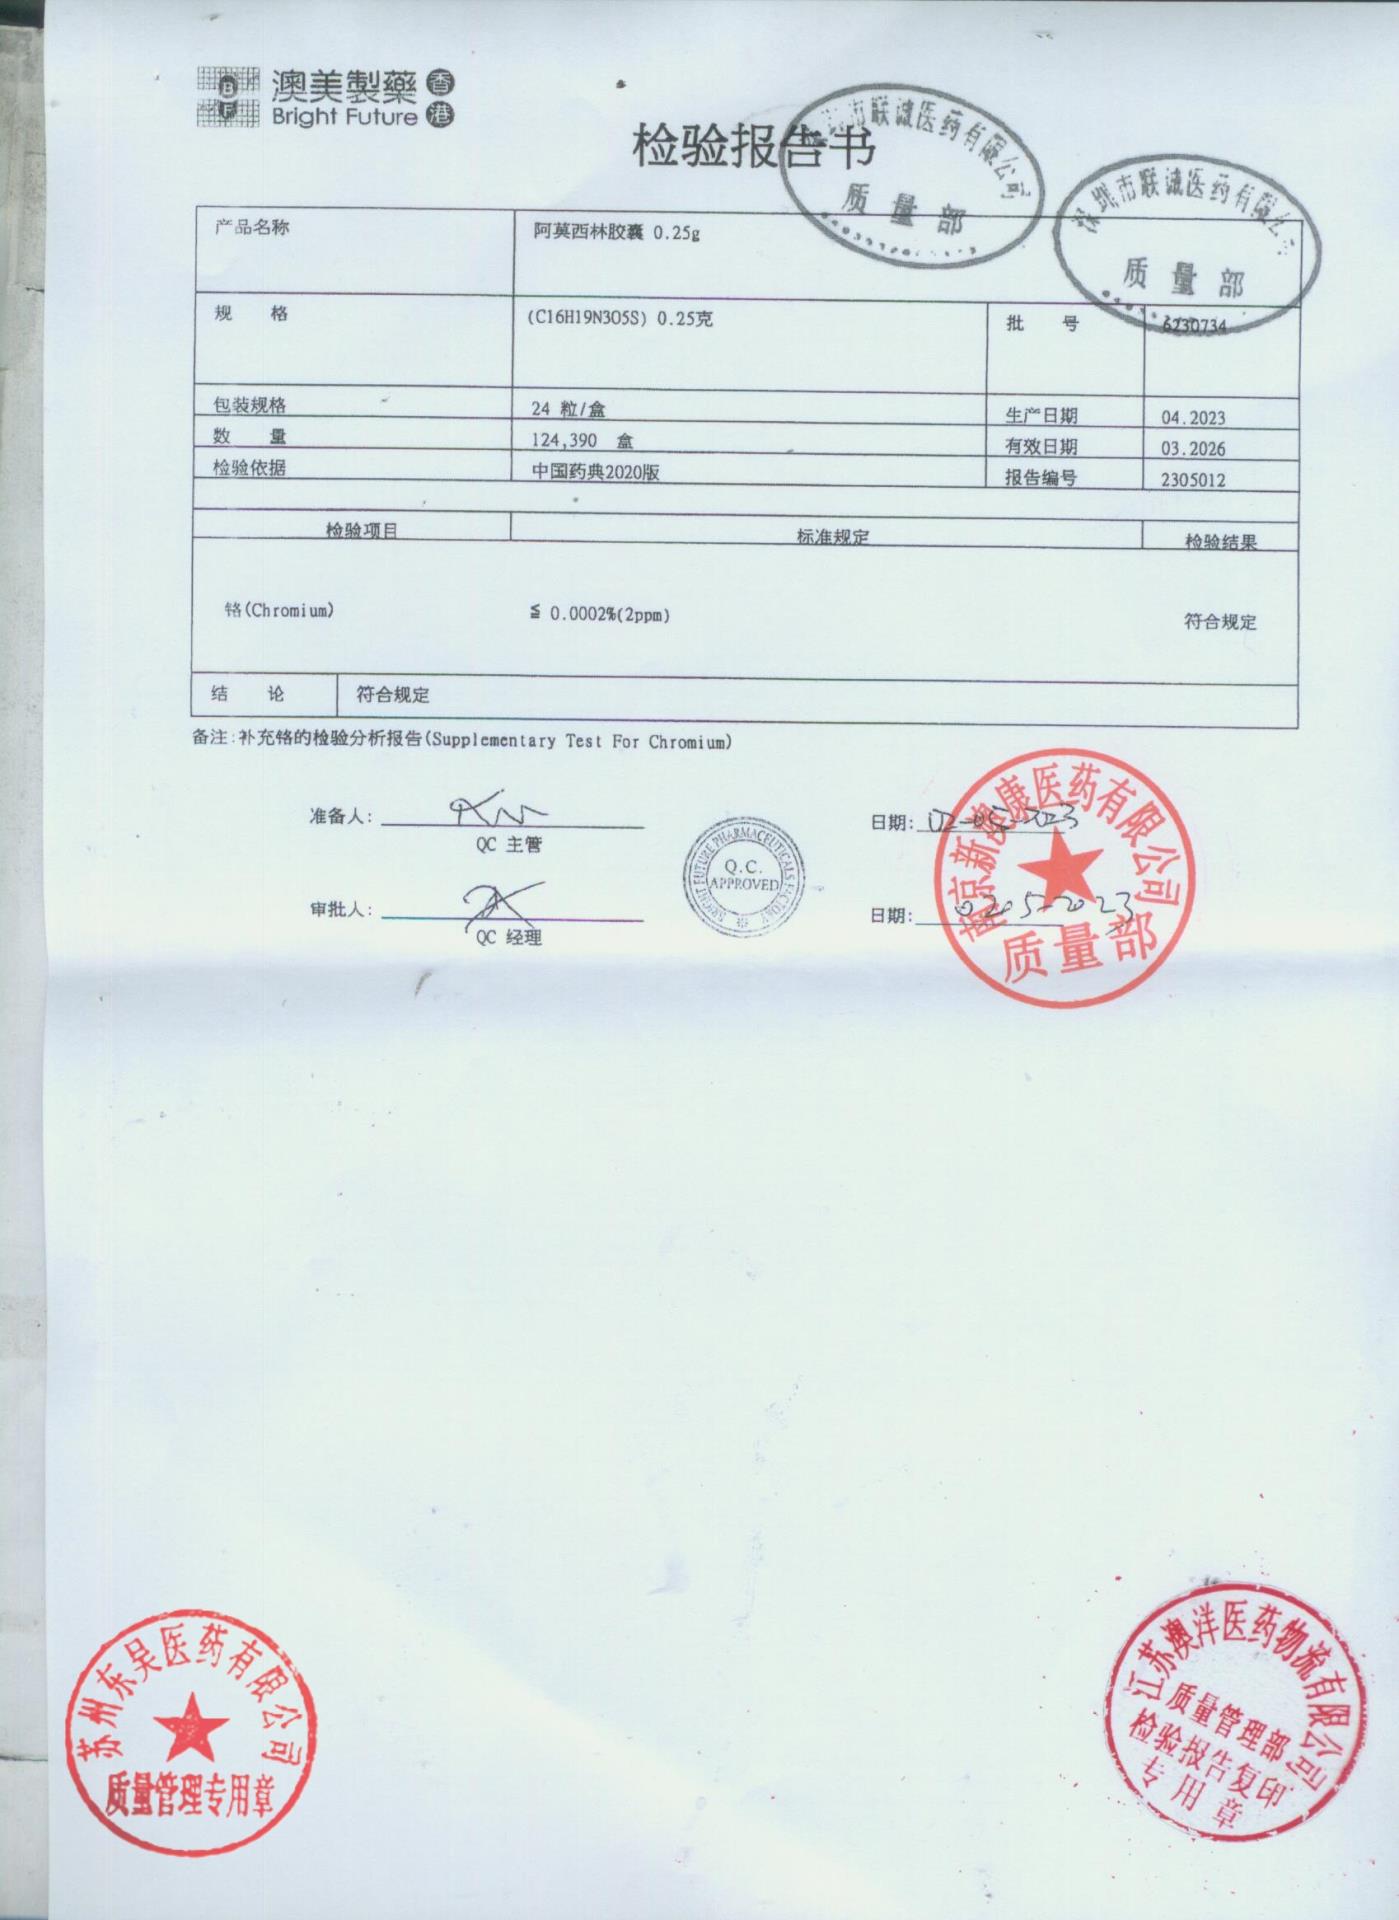 澳美製藥 香港
Bright Future
BF
检验报告书
市联诚医药有限公司
质量部
深圳市联诚医药有限公
质量部
产品名称 阿莫西林胶囊 0.25g
规 格 (C16H19N3O5S) 0.25克 批 号 6230734
包装规格 24 粒/盒 生产日期 04.2023
数 量 124,390 盒 有效日期 03.2026
检验依据 中国药典2020版 报告编号 2305012
检验项目 标准规定 检验结果
铬(Chromium) ≦ 0.0002%(2ppm) 符合规定
结 论 符合规定
备注:补充铬的检验分析报告(Supplementary Test For Chromium)
准备人: 日期: 02-05-2023
QC 主管
BRIGHT FUTURE PHARMACEUTICALS FACTORY
Q.C.
APPROVED
审批人: 日期: 0205-2023
QC 经理
南京新澳康医药有限公司
质量部
苏州东吴医药有限公司
质量管理专用章
江苏澳洋医药物流有限公司
质量管理部
检验报告复印
专用章